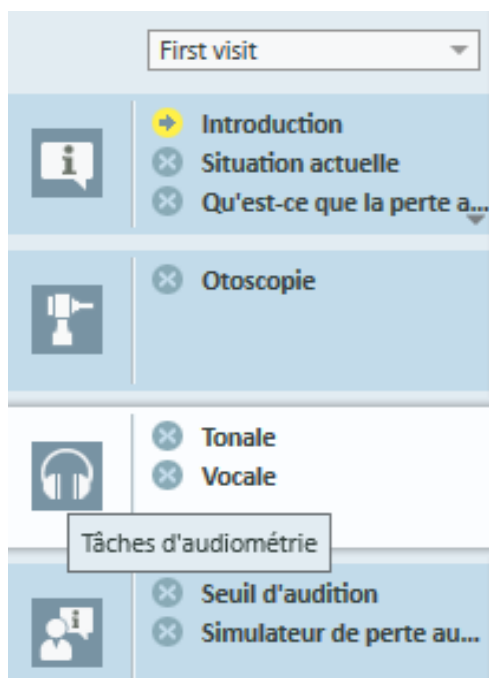 First visit
Introduction
Situation actuelle
Qu'est-ce que la perte a...
Otoscopie
Tonale
Vocale
Tâches d'audiométrie
Seuil d'audition
Simulateur de perte au...